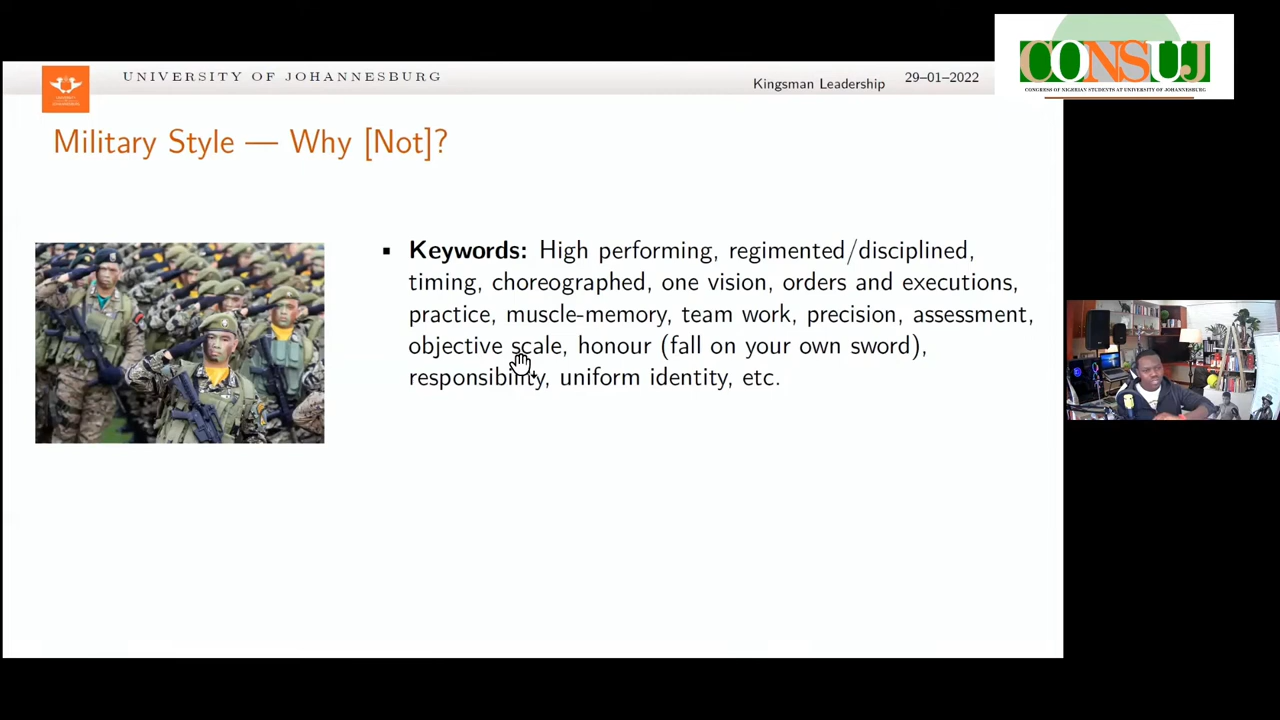 UNIVERSITY OF JOHANNESBURG
Kingsman Leadership
29–01–2022
CONSUJ
CONGRESS OF NIGERIAN STUDENTS AT UNIVERSITY OF JOHANNESBURG
Military Style — Why [Not]?
▪ Keywords: High performing, regimented/disciplined,
timing, choreographed, one vision, orders and executions,
practice, muscle-memory, team work, precision, assessment,
objective scale, honour (fall on your own sword),
responsibility, uniform identity, etc.